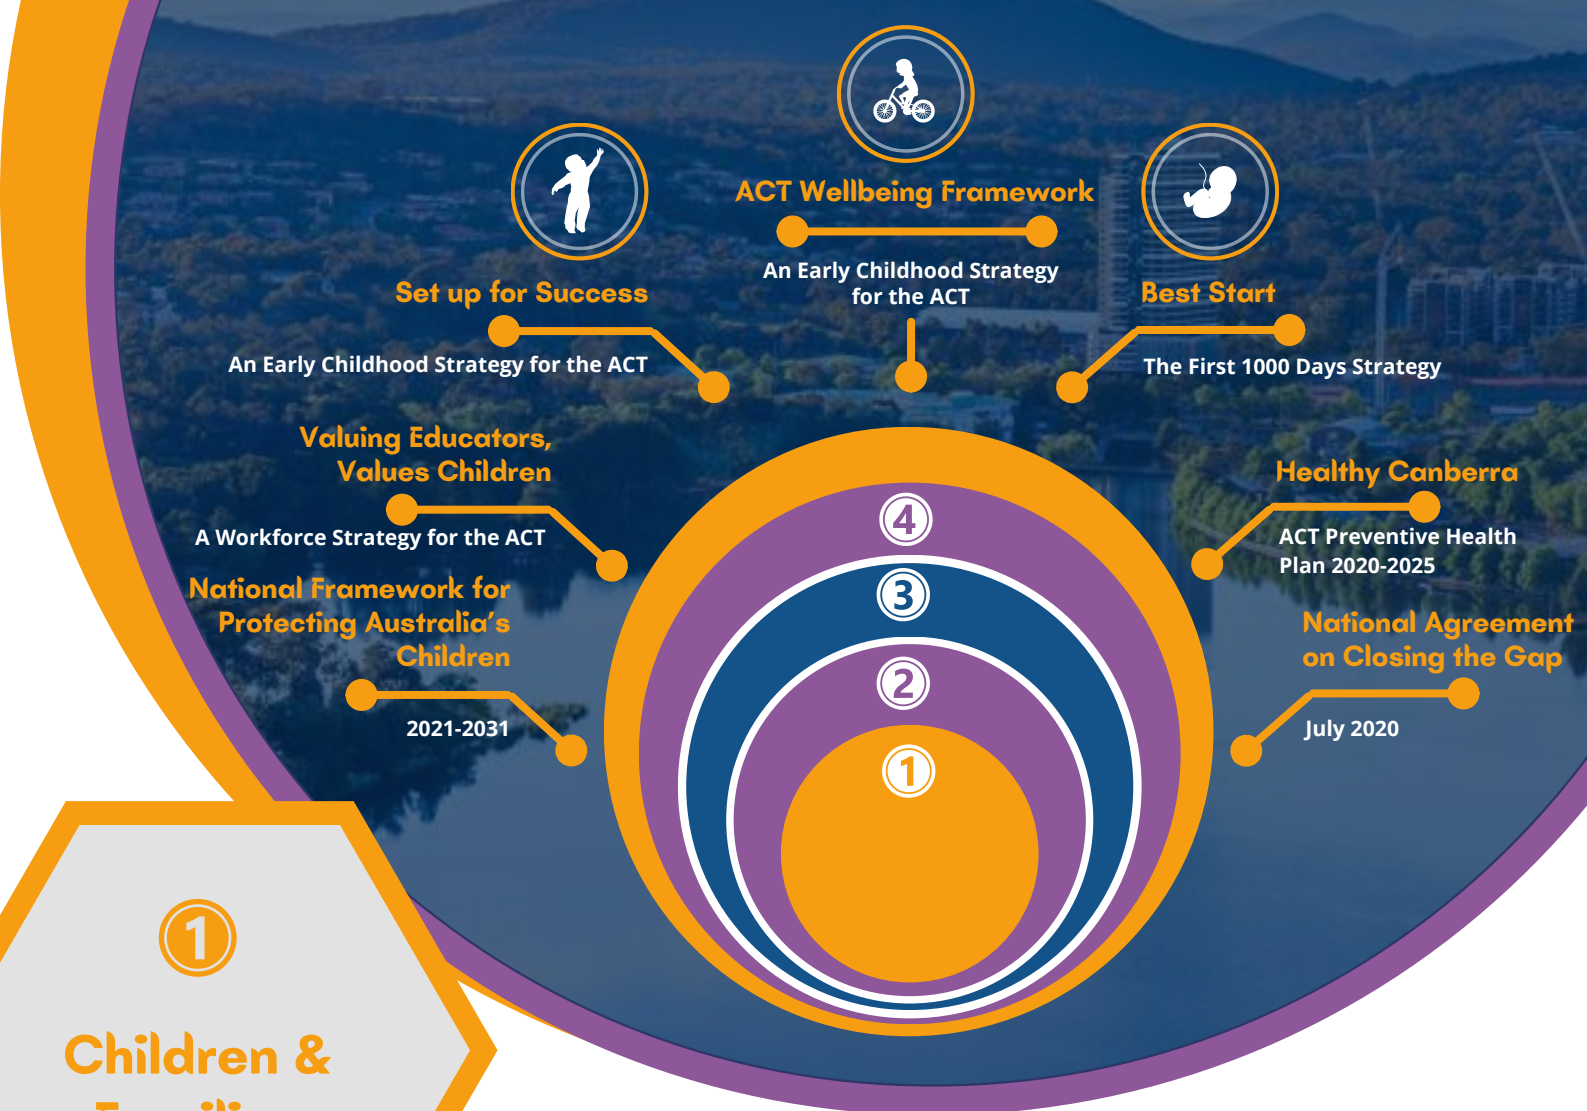 ACT Wellbeing Framework
An Early Childhood Strategy
for the ACT
Set up for Success
An Early Childhood Strategy for the ACT
Best Start
The First 1000 Days Strategy
Valuing Educators,
Values Children
A Workforce Strategy for the ACT
Healthy Canberra
ACT Preventive Health
Plan 2020-2025
National Framework for
Protecting Australia’s
Children
2021-2031
National Agreement
on Closing the Gap
July 2020
4
3
2
1
1
Children &